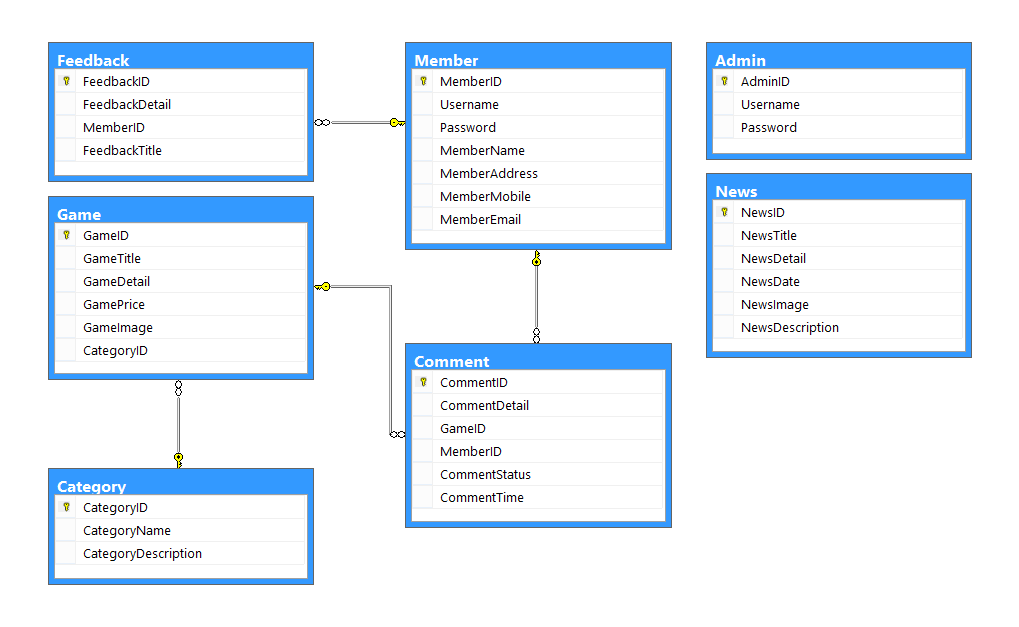 Feedback
FeedbackID
FeedbackDetail
MemberID
FeedbackTitle
Member
MemberID
Username
Password
MemberName
MemberAddress
MemberMobile
MemberEmail
Admin
AdminID
Username
Password
Game
GameID
GameTitle
GameDetail
GamePrice
GameImage
CategoryID
News
NewsID
NewsTitle
NewsDetail
NewsDate
NewsImage
NewsDescription
Comment
CommentID
CommentDetail
GameID
MemberID
CommentStatus
CommentTime
Category
CategoryID
CategoryName
CategoryDescription